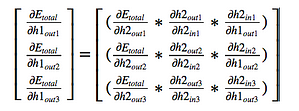 [ ∂E_total/∂h1_out1 ] = [ (∂E_total/∂h2_out1 * ∂h2_out1/∂h2_in1 * ∂h2_in1/∂h1_out1) ]
[ ∂E_total/∂h1_out2 ] = [ (∂E_total/∂h2_out2 * ∂h2_out2/∂h2_in2 * ∂h2_in2/∂h1_out2) ]
[ ∂E_total/∂h1_out3 ] = [ (∂E_total/∂h2_out3 * ∂h2_out3/∂h2_in3 * ∂h2_in3/∂h1_out3) ]